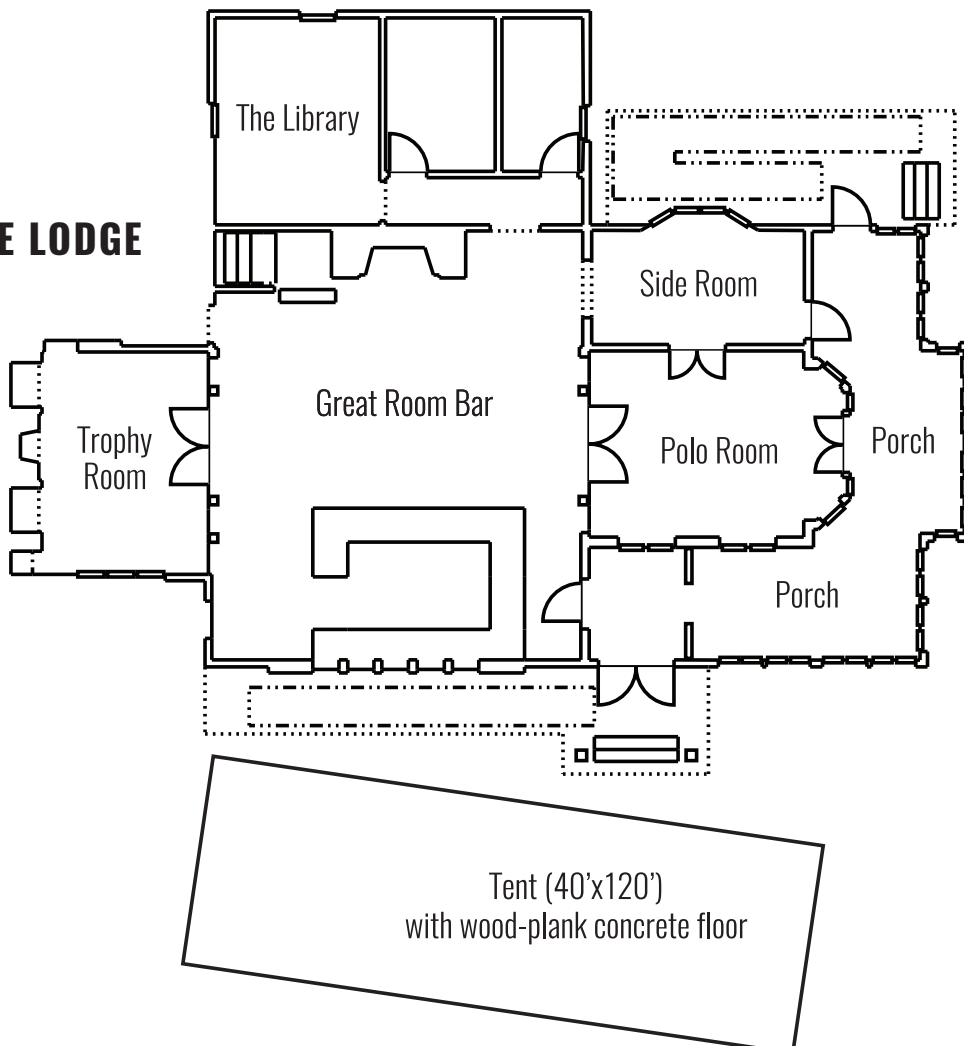 The Library
E LODGE
Side Room
Great Room Bar
Trophy
Room
Polo Room
Porch
Porch
Tent (40’x120’)
with wood-plank concrete floor